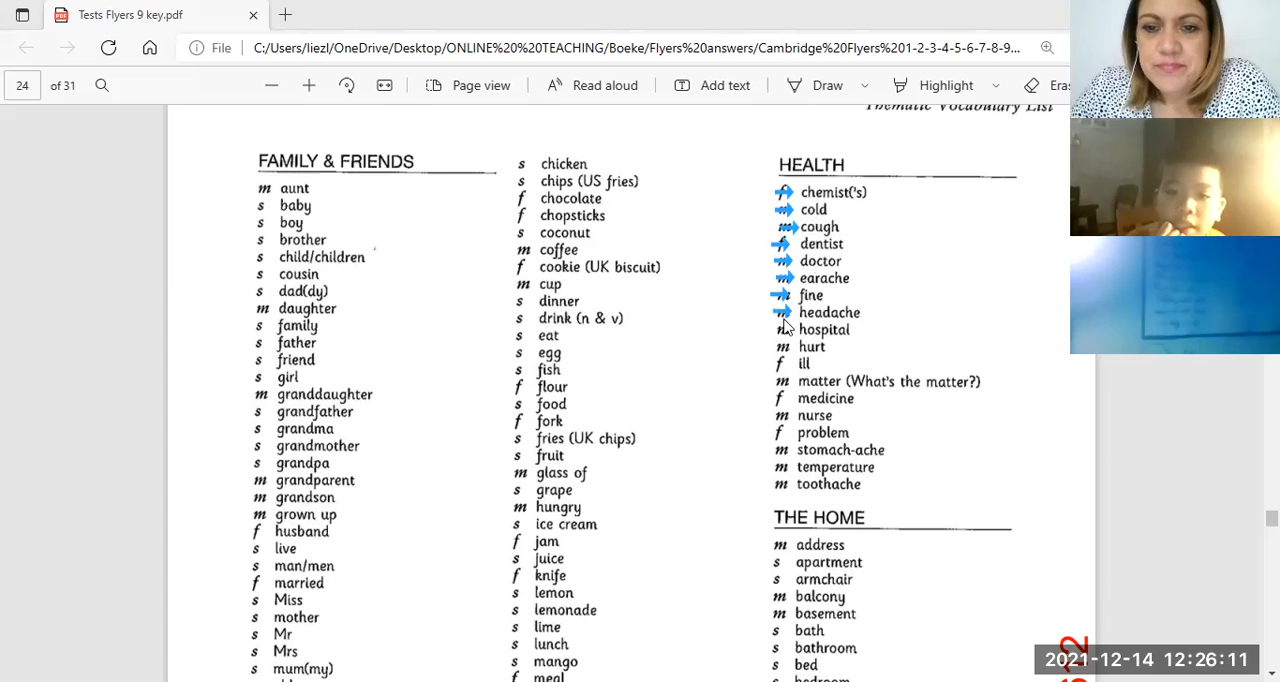 Tests Flyers 9 key.pdf
File
C:/Users/liezl/OneDrive/Desktop/ONLINE%20%20TEACHING/Boeke/Flyers%20answers/Cambridge%20Flyers%201-2-3-4-5-6-7-8-9...
24 of 31
Page view
Read aloud
Add text
Draw
Highlight
Eras
Thematic Vocabulary List
FAMILY & FRIENDS
m aunt
s baby
s boy
s brother
s child/children
s cousin
s dad(dy)
m daughter
s family
s father
s friend
s girl
m granddaughter
s grandfather
s grandma
s grandmother
s grandpa
m grandparent
m grandson
m grown up
f husband
s live
s man/men
f married
s Miss
s mother
s Mr
s Mrs
s mum(my)
s chicken
s chips (US fries)
f chocolate
f chopsticks
s coconut
m coffee
f cookie (UK biscuit)
m cup
s dinner
s drink (n & v)
s eat
s egg
s fish
f flour
s food
f fork
s fries (UK chips)
s fruit
m glass of
s grape
m hungry
s ice cream
f jam
s juice
f knife
s lemon
s lemonade
s lime
s lunch
s mango
f meal
HEALTH
f chemist('s)
m cold
m cough
f dentist
m doctor
m earache
m fine
m headache
m hospital
m hurt
f ill
m matter (What's the matter?)
f medicine
m nurse
f problem
m stomach-ache
m temperature
m toothache
THE HOME
m address
s apartment
s armchair
m balcony
m basement
s bath
s bathroom
s bed
s bedroom
2021-12-14 12:26:11